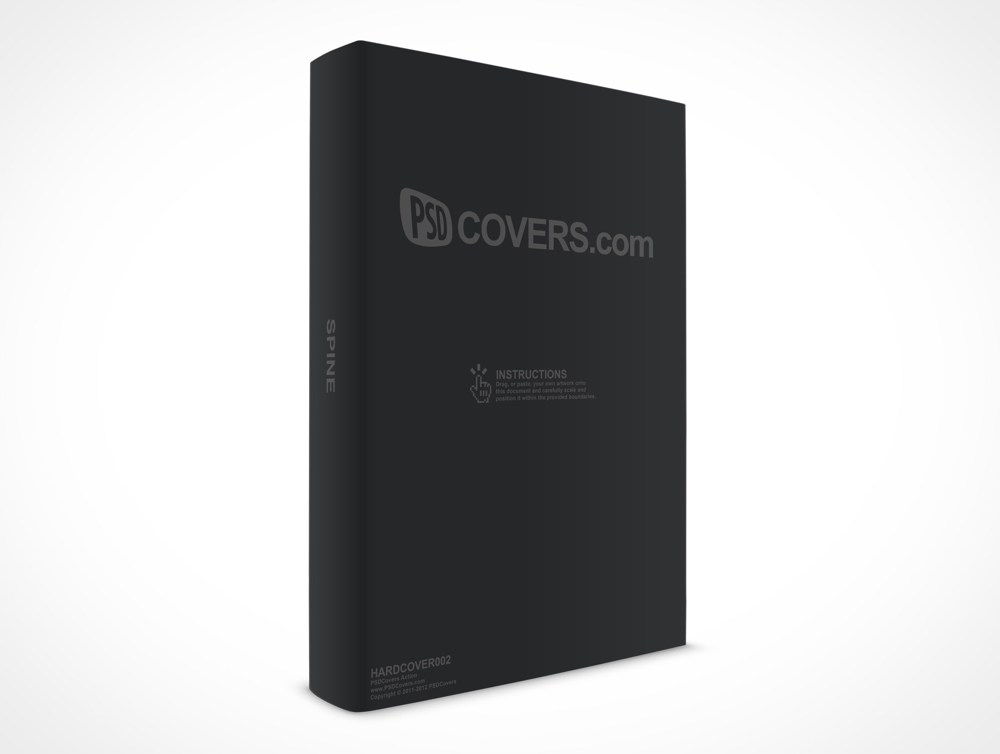 PSD COVERS.com
SPINE
INSTRUCTIONS
Drag, or paste, your own artwork onto
this document and carefully scale and
position it within the provided boundaries.
HARDCOVER002
PSDCovers Action
www.PSDCovers.com
Copyright © 2011-2012 PSDCovers